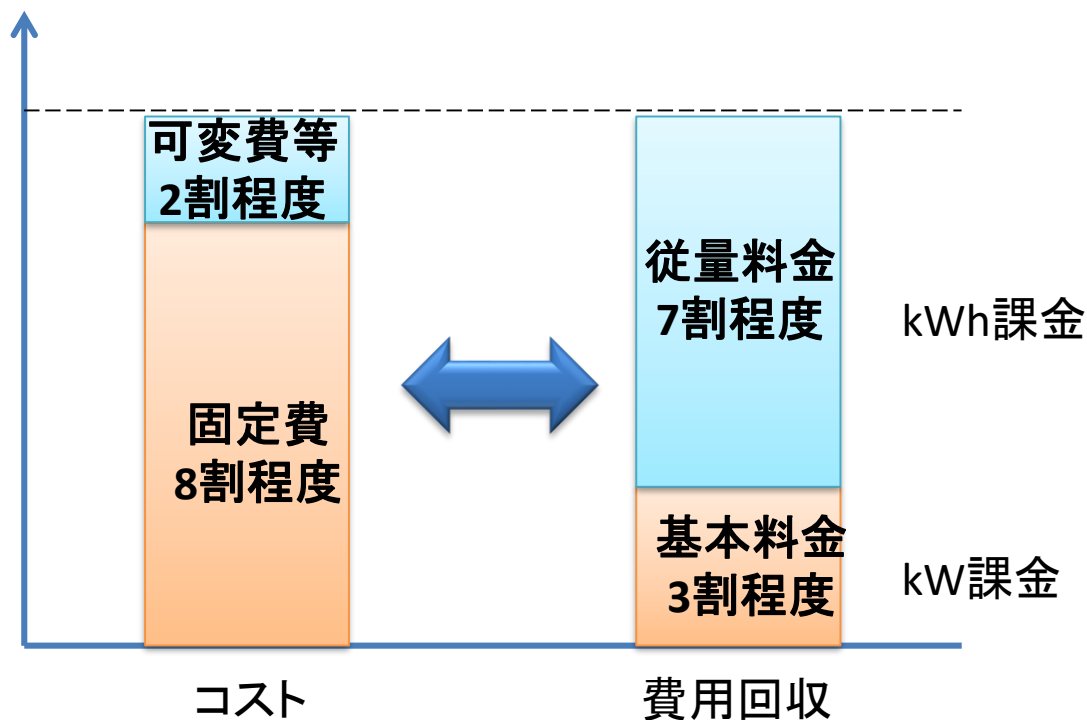 可変費等
2割程度
固定費
8割程度
コスト
従量料金
7割程度
kWh課金
基本料金
3割程度
kW課金
費用回収